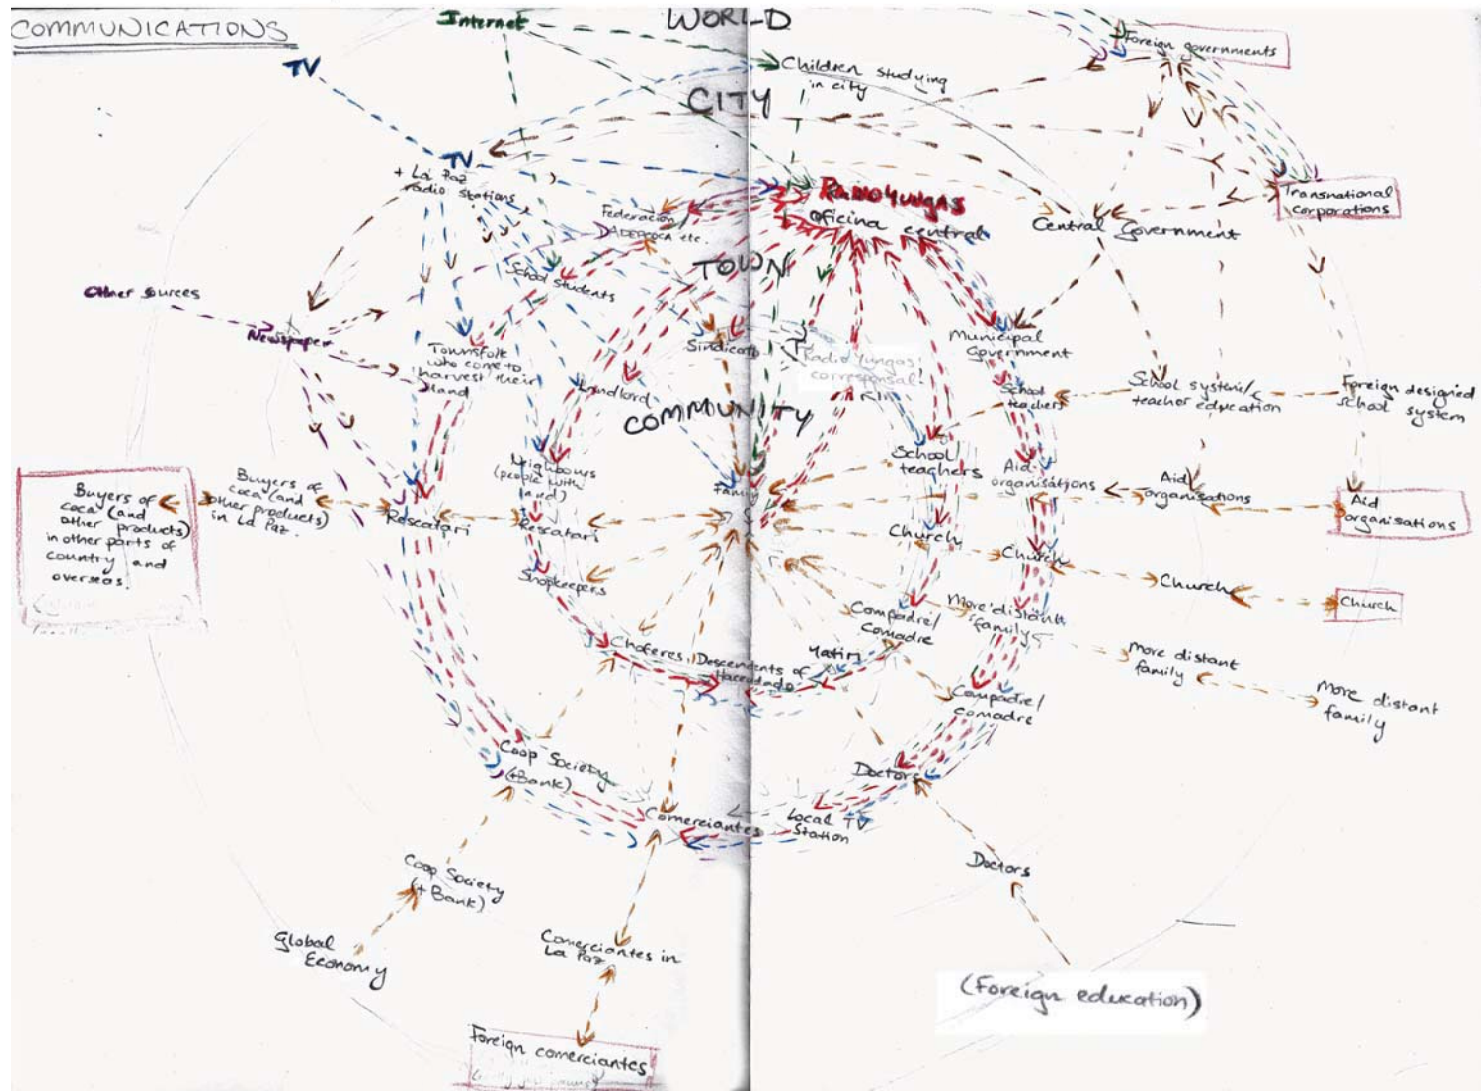 COMMUNICATIONS
Internet
WORLD
Foreign governments
TV
Children studying
in city
CITY
TV
+ La Paz
radio stations
Radio Yungas
oficina central
Transnational
corporations
Federación/
ADEPCOCA etc.
Central Government
TOWN
School students
Other sources
Newspaper
Townsfolk
who come to
harvest their
land
Sindicato
Radio Yungas
corresponsal
Municipal
Government
Landlord
School
teachers
School system/
teacher education
Foreign designed
school system
COMMUNITY
Neighbours
(people with
land)
Family
School
teachers
Aid
organisations
Aid
organisations
Aid
organisations
Buyers of
coca (and
other products)
in other parts of
country and
overseas.
Buyers of
coca (and
other products)
in La Paz.
Rescatari
Rescatari
Church
Church
Church
Church
Shopkeepers
Compadre/
Comadre
More distant
family
More distant
family
More distant
family
Choferes
Descendents of
Hacendado
Yatiri
Compadre/
comadre
Coop Society
(+Bank)
Doctors
Comerciantes
Local TV
Station
Coop Society
(+ Bank)
Doctors
Global
Economy
Comerciantes in
La Paz
(Foreign education)
Foreign comerciantes